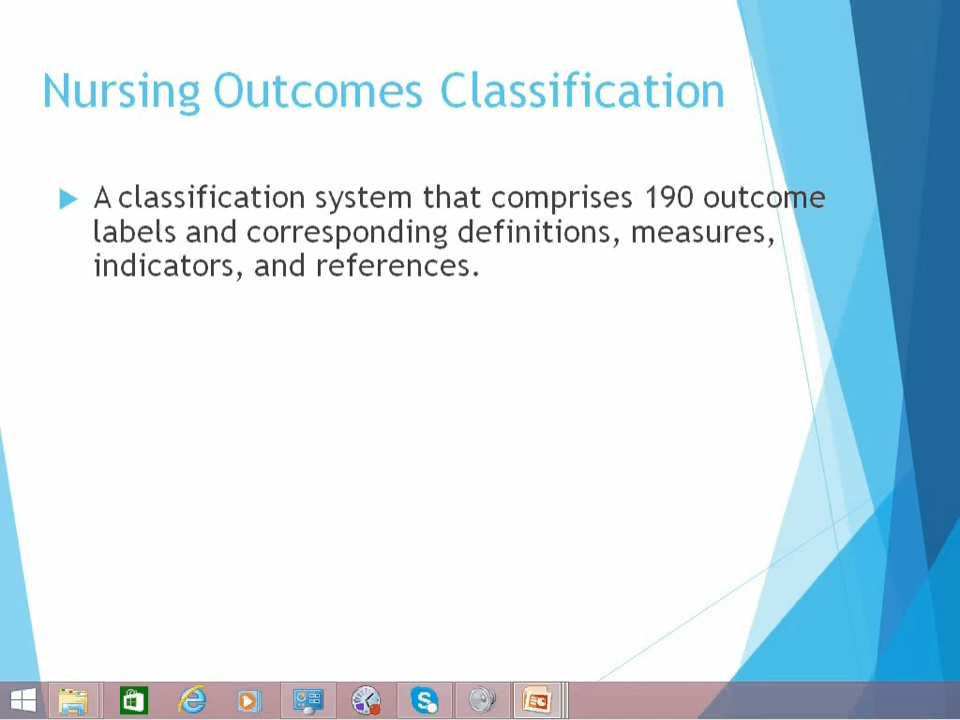 Nursing Outcomes Classification
A classification system that comprises 190 outcome
labels and corresponding definitions, measures,
indicators, and references.